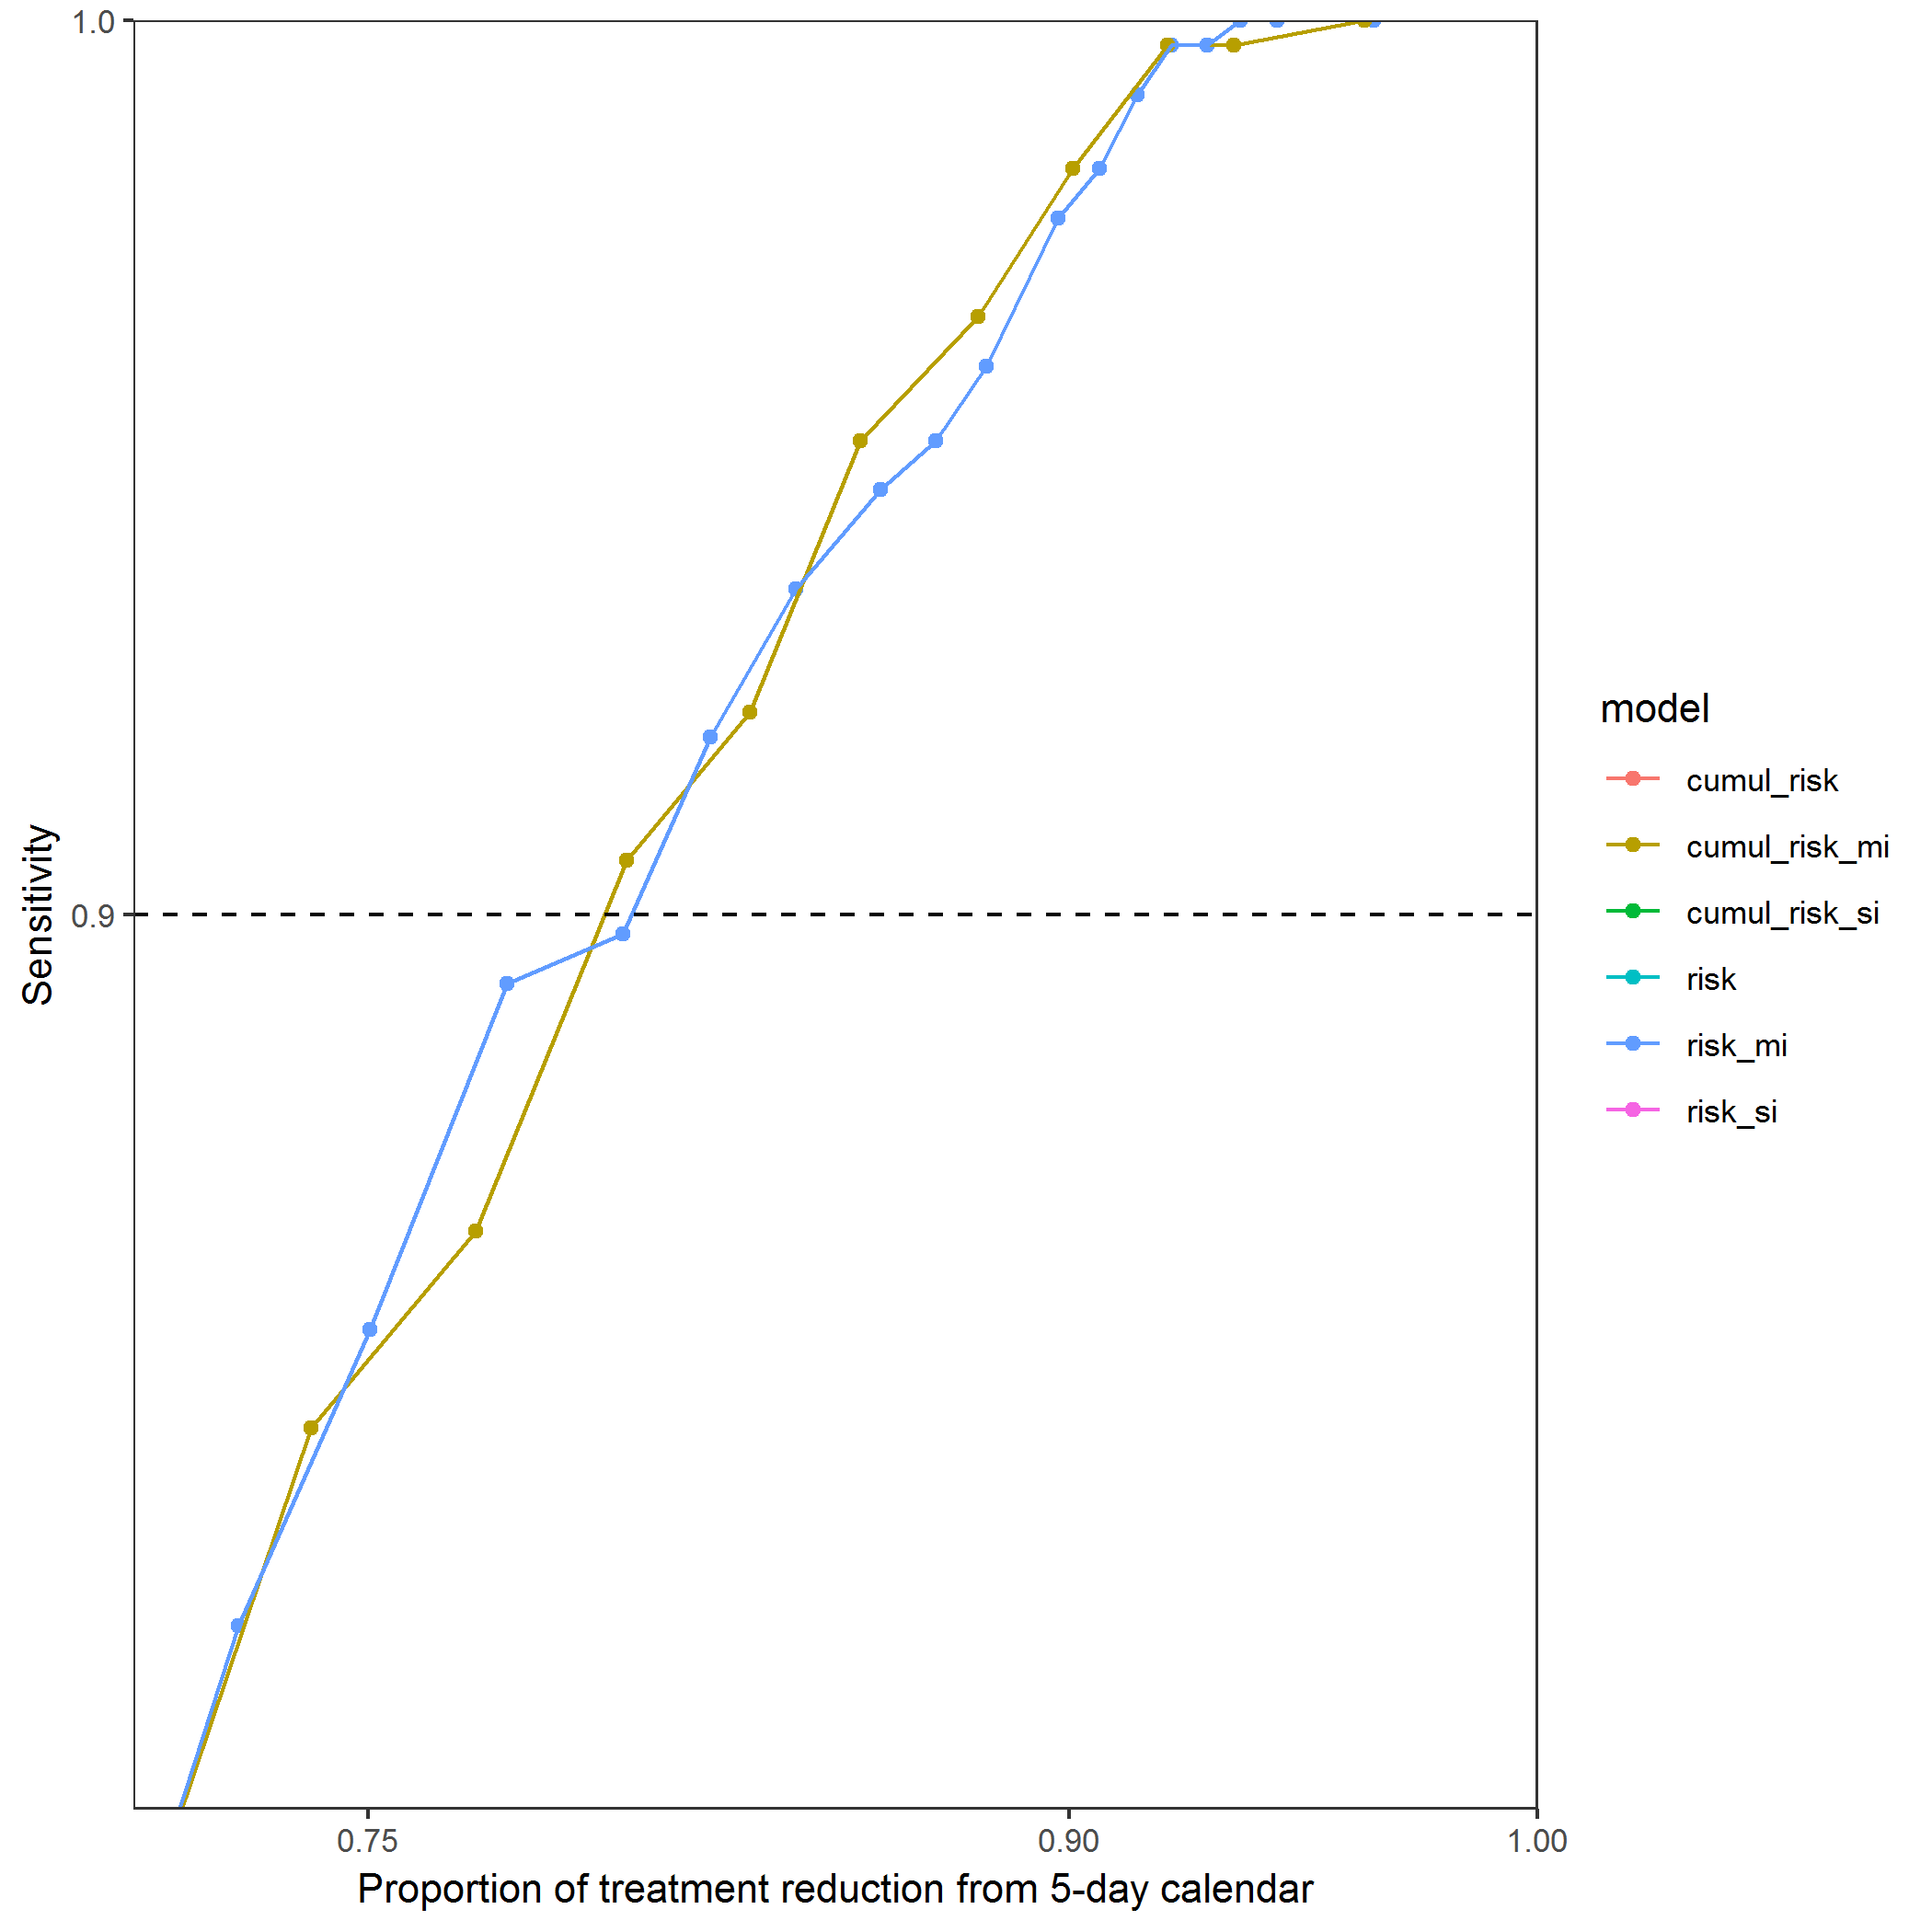 1.0
0.9
Sensitivity
0.75
0.90
1.00
Proportion of treatment reduction from 5-day calendar
model
cumul_risk
cumul_risk_mi
cumul_risk_si
risk
risk_mi
risk_si